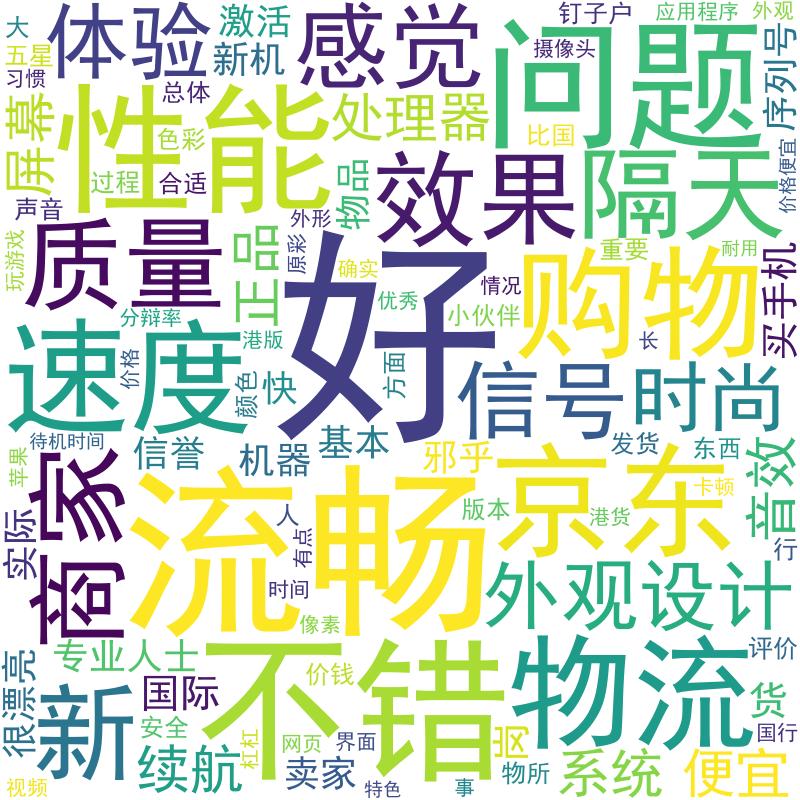 大
五星
习惯
体验
激活
新机
感觉
钉子户
应用程序
外观
摄像头
问题
序列号
总体
屏幕
性能
色彩
处理器
比国
过程
合适
物品
效果
隔天
价格便宜
声音
外形
玩游戏
质量
正品
原彩
好
确实
情况
重要
耐用
购物
买手机
优秀
小伙伴
分辩率
港版
速度
价格
颜色
快
方面
信号
时尚
长
待机时间
信誉
机器
基本
邪乎
发货
东西
音效
苹果
商家
流畅
人
有点
京东
版本
港货
卡顿
实际
行
时间
外观设计
像素
专业人士
不错
物流
评价
很漂亮
新
国际
价钱
货
安全
杠杠
网页
界面
国行
续航
卖家
特色
物所
系统
便宜
视频
事